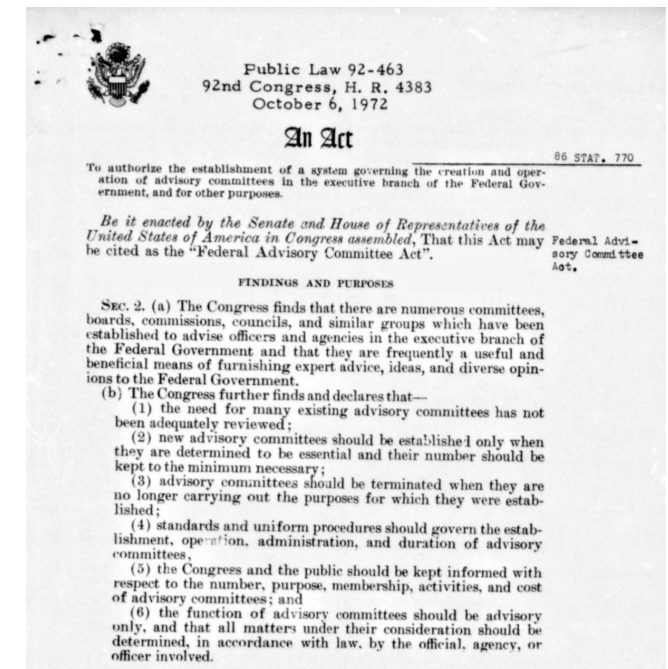 Public Law 92-463
92nd Congress, H. R. 4383
October 6, 1972
An Act
86 STAT. 770
To authorize the establishment of a system governing the creation and oper-
ation of advisory committees in the executive branch of the Federal Gov-
ernment, and for other purposes.
Be it enacted by the Senate and House of Representatives of the
United States of America in Congress assembled, That this Act may
be cited as the “Federal Advisory Committee Act”.
Federal Advi-
sory Committee
Act.
FINDINGS AND PURPOSES
SEC. 2. (a) The Congress finds that there are numerous committees,
boards, commissions, councils, and similar groups which have been
established to advise officers and agencies in the executive branch of
the Federal Government and that they are frequently a useful and
beneficial means of furnishing expert advice, ideas, and diverse opin-
ions to the Federal Government.
(b) The Congress further finds and declares that—
(1) the need for many existing advisory committees has not
been adequately reviewed;
(2) new advisory committees should be established only when
they are determined to be essential and their number should be
kept to the minimum necessary;
(3) advisory committees should be terminated when they are
no longer carrying out the purposes for which they were estab-
lished;
(4) standards and uniform procedures should govern the estab-
lishment, operation, administration, and duration of advisory
committees,
(5) the Congress and the public should be kept informed with
respect to the number, purpose, membership, activities, and cost
of advisory committees; and
(6) the function of advisory committees should be advisory
only, and that all matters under their consideration should be
determined, in accordance with law, by the official, agency, or
officer involved.